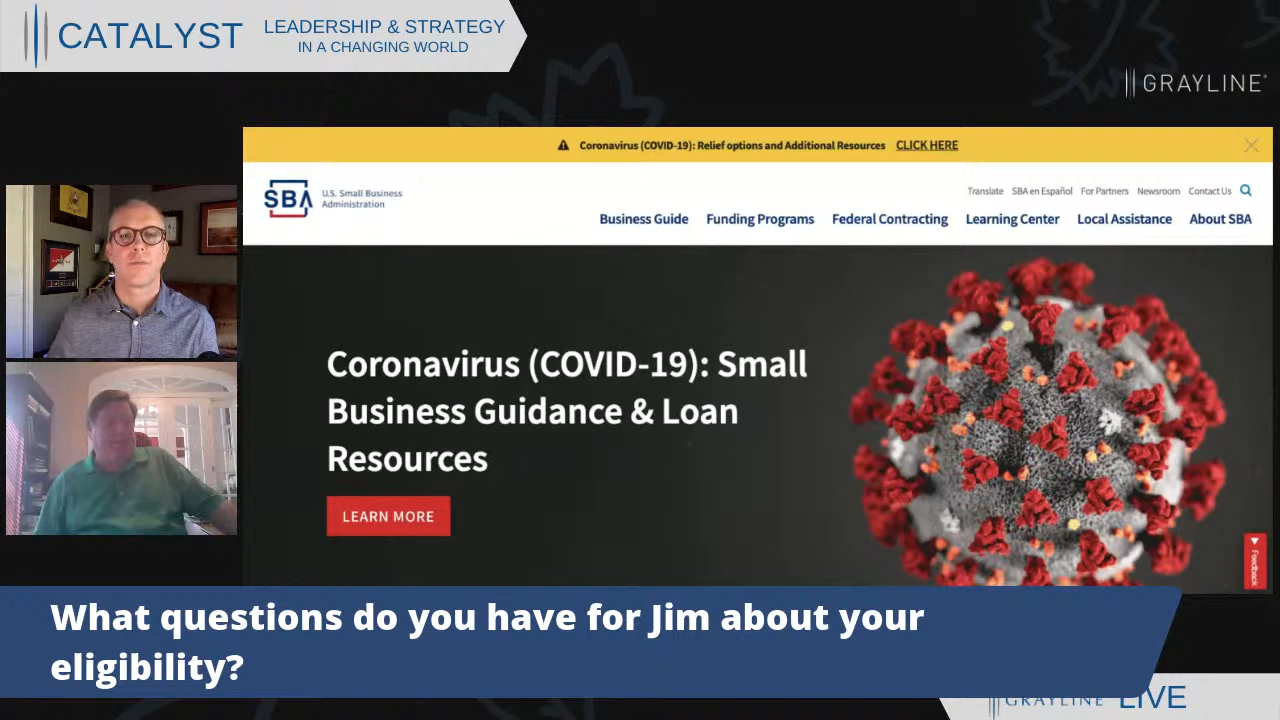 CATALYST
LEADERSHIP & STRATEGY
IN A CHANGING WORLD
GRAYLINE
Coronavirus (COVID-19): Relief options and Additional Resources CLICK HERE
SBA
U.S. Small Business
Administration
Translate SBA en Español For Partners Newsroom Contact Us
Business Guide Funding Programs Federal Contracting Learning Center Local Assistance About SBA
Coronavirus (COVID-19): Small
Business Guidance & Loan
Resources
LEARN MORE
Feedback
What questions do you have for Jim about your
eligibility?
GRAYLINE LIVE